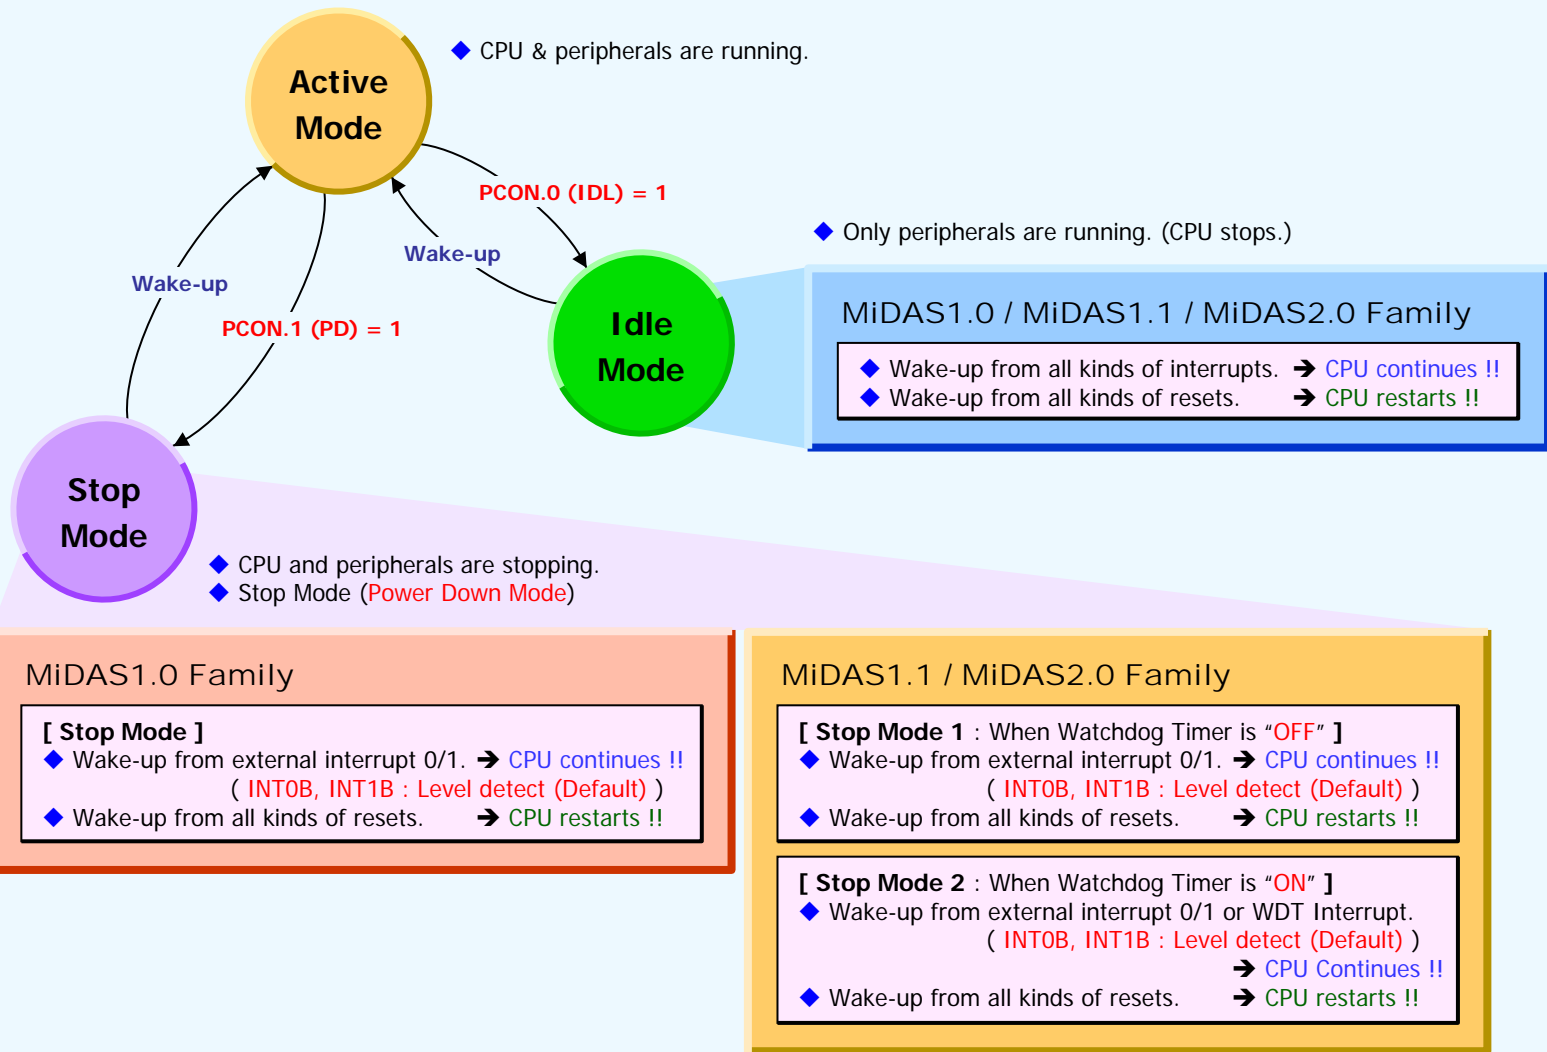 Active
Mode
◆ CPU & peripherals are running.
PCON.0 (IDL) = 1
Wake-up
◆ Only peripherals are running. (CPU stops.)
Wake-up
PCON.1 (PD) = 1
Idle
Mode
MiDAS1.0 / MiDAS1.1 / MiDAS2.0 Family
◆ Wake-up from all kinds of interrupts. ➔ CPU continues !!
◆ Wake-up from all kinds of resets. ➔ CPU restarts !!
Stop
Mode
◆ CPU and peripherals are stopping.
◆ Stop Mode (Power Down Mode)
MiDAS1.0 Family
[ Stop Mode ]
◆ Wake-up from external interrupt 0/1. ➔ CPU continues !!
( INT0B, INT1B : Level detect (Default) )
◆ Wake-up from all kinds of resets. ➔ CPU restarts !!
MiDAS1.1 / MiDAS2.0 Family
[ Stop Mode 1 : When Watchdog Timer is “OFF” ]
◆ Wake-up from external interrupt 0/1. ➔ CPU continues !!
( INT0B, INT1B : Level detect (Default) )
◆ Wake-up from all kinds of resets. ➔ CPU restarts !!
[ Stop Mode 2 : When Watchdog Timer is “ON” ]
◆ Wake-up from external interrupt 0/1 or WDT Interrupt.
( INT0B, INT1B : Level detect (Default) )
➔ CPU Continues !!
◆ Wake-up from all kinds of resets. ➔ CPU restarts !!